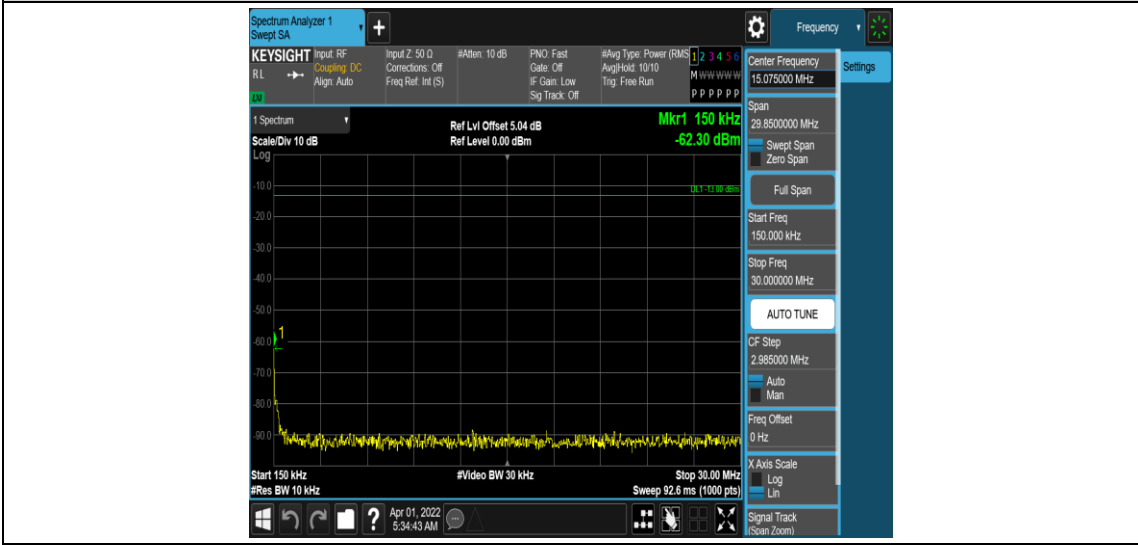 Spectrum Analyzer 1
Swept SA
+
Frequency
KEYSIGHT
RL
LXI
Input: RF
Coupling: DC
Align: Auto
Input Z: 50 Ω
Corrections: Off
Freq Ref: Int (S)
#Atten: 10 dB
PNO: Fast
Gate: Off
IF Gain: Low
Sig Track: Off
#Avg Type: Power (RMS
Avg|Hold: 10/10
Trig: Free Run
1 2 3 4 5 6
M W W W W W
P P P P P P
Center Frequency
15.075000 MHz
Settings
Span
29.8500000 MHz
Swept Span
Zero Span
Full Span
Start Freq
150.000 kHz
Stop Freq
30.000000 MHz
AUTO TUNE
CF Step
2.985000 MHz
Auto
Man
Freq Offset
0 Hz
X Axis Scale
Log
Lin
Signal Track
(Span Zoom)
1 Spectrum
Scale/Div 10 dB
Log
Ref Lvl Offset 5.04 dB
Ref Level 0.00 dBm
Mkr1 150 kHz
-62.30 dBm
DL1 -13.00 dBm
-10.0
-20.0
-30.0
-40.0
-50.0
-60.0
-70.0
-80.0
-90.0
1
Start 150 kHz
#Res BW 10 kHz
#Video BW 30 kHz
Stop 30.00 MHz
Sweep 92.6 ms (1000 pts)
?
Apr 01, 2022
5:34:43 AM